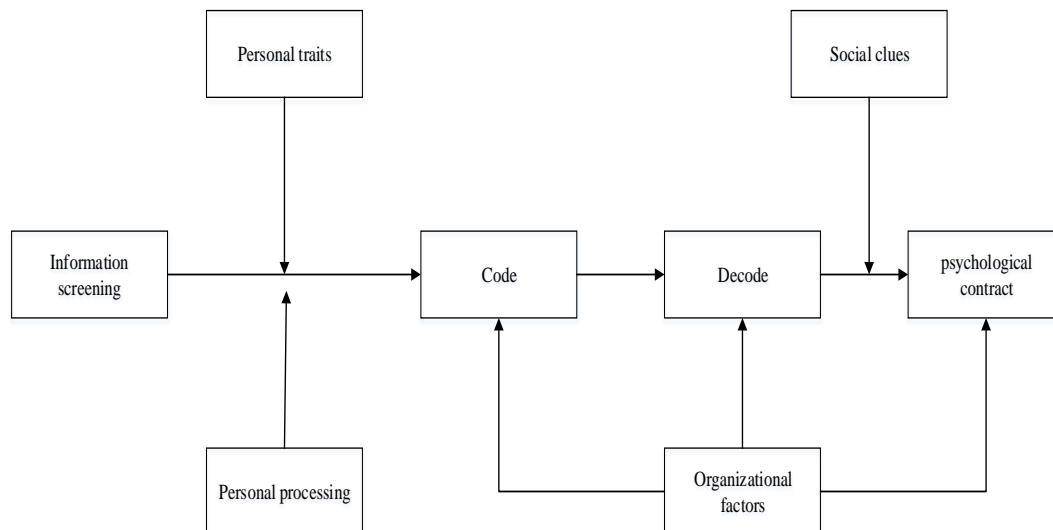 Personal traits
Social clues
Information
screening
Code
Decode
psychological
contract
Personal processing
Organizational
factors